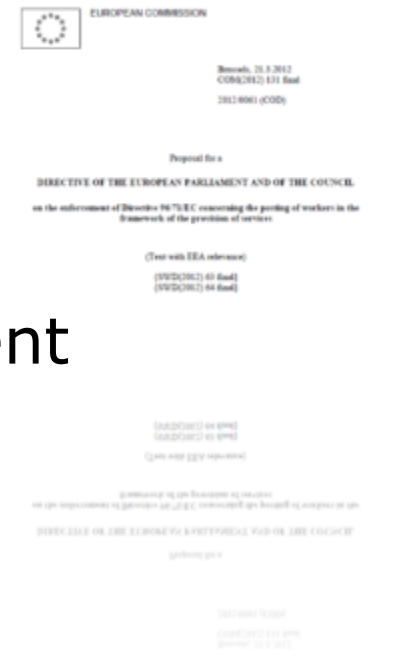 EUROPEAN COMMISSION
Brussels, 21.3.2012
COM(2012) 131 final
2012/0061 (COD)
Proposal for a
DIRECTIVE OF THE EUROPEAN PARLIAMENT AND OF THE COUNCIL
on the enforcement of Directive 96/71/EC concerning the posting of workers in the
framework of the provision of services
(Text with EEA relevance)
{SWD(2012) 63 final}
{SWD(2012) 64 final}
ent